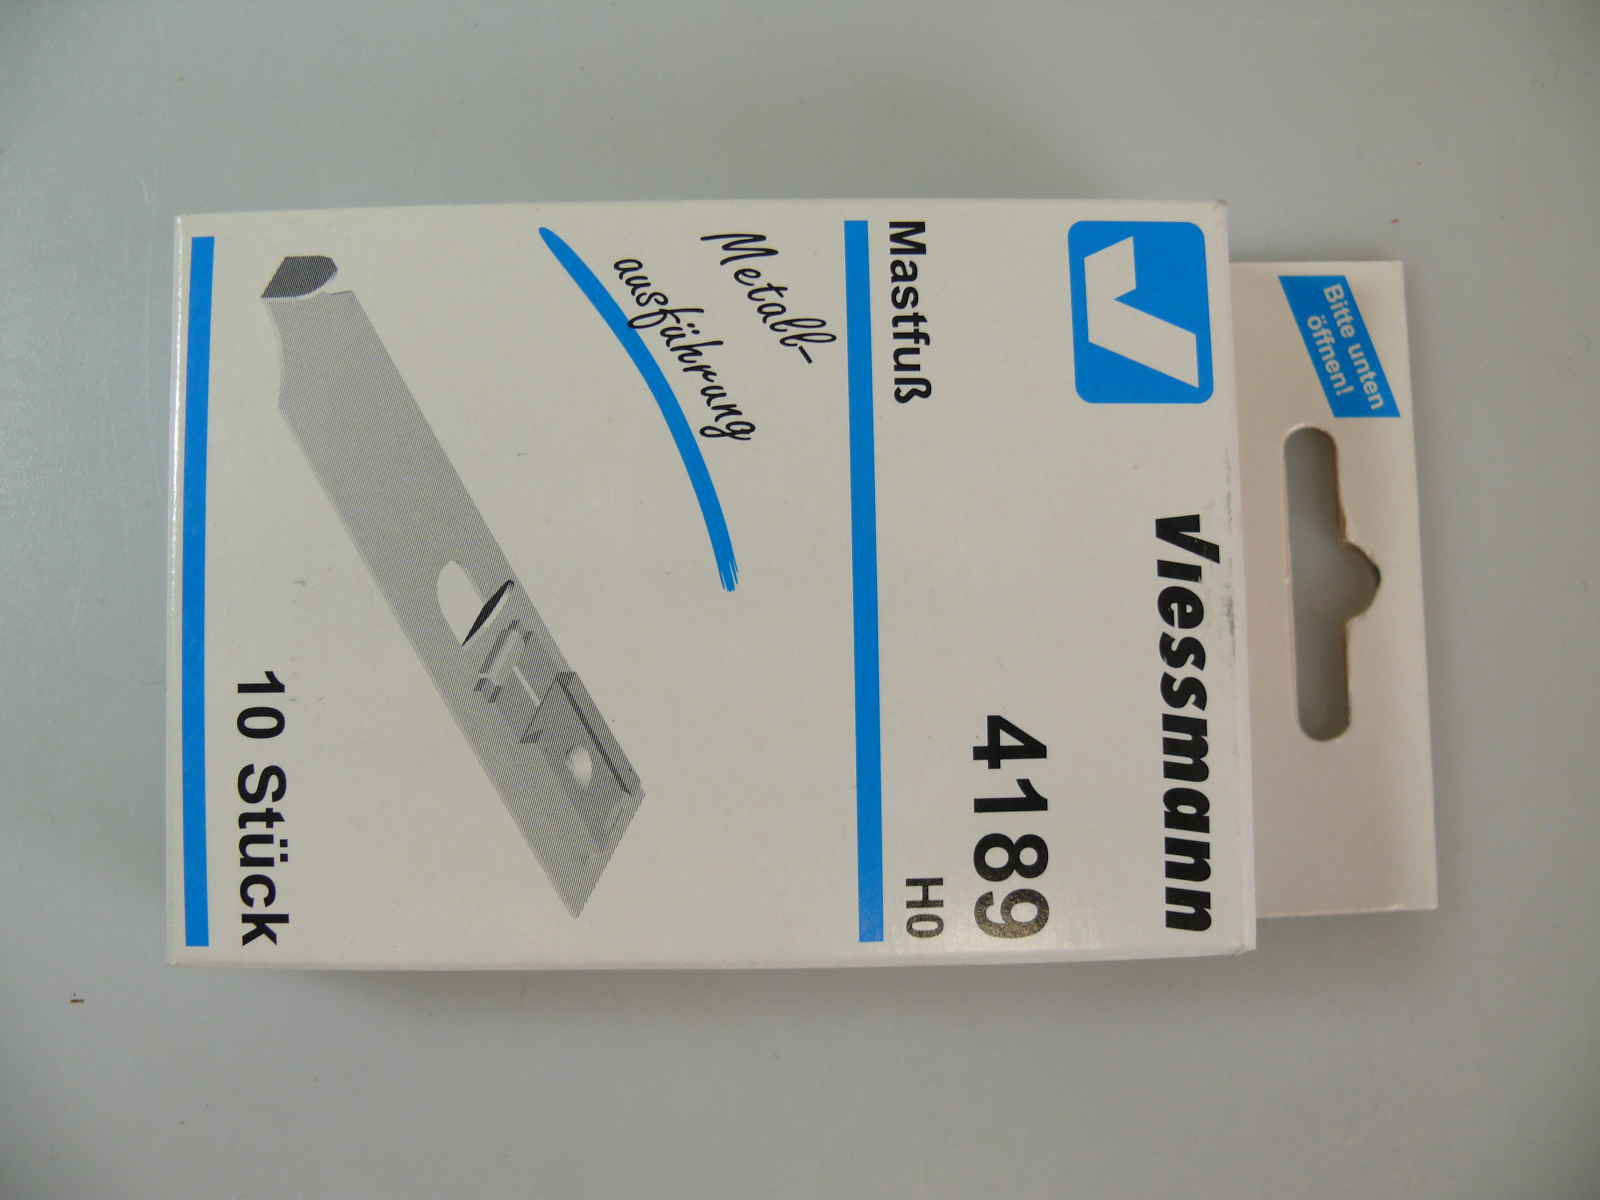 Bitte unten
öffnen!
Viessmann
4189
Mastfuß
H0
Metall-
ausführung
10 Stück